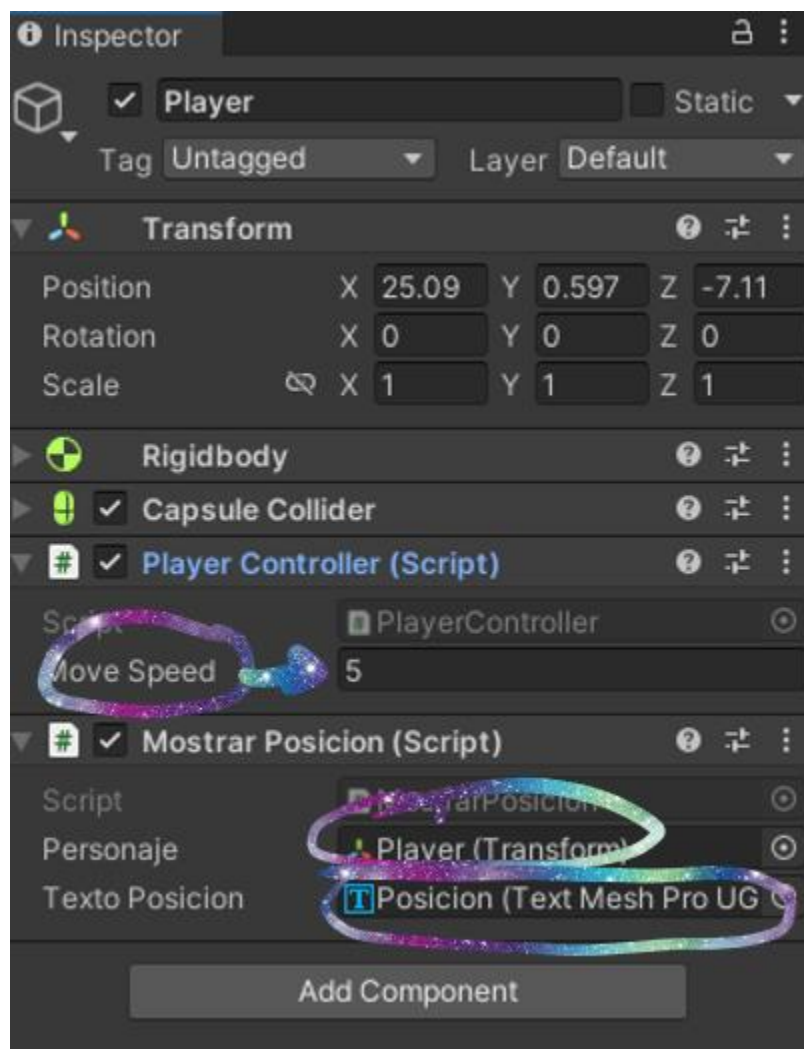 Inspector
Player Static
Tag Untagged Layer Default
Transform
Position X 25.09 Y 0.597 Z -7.11
Rotation X 0 Y 0 Z 0
Scale X 1 Y 1 Z 1
Rigidbody
Capsule Collider
Player Controller (Script)
Script # PlayerController
Move Speed 5
# Mostrar Posicion (Script)
Script MostrarPosicion
Personaje Player (Transform)
Texto Posicion Posicion (Text Mesh Pro UG
Add Component